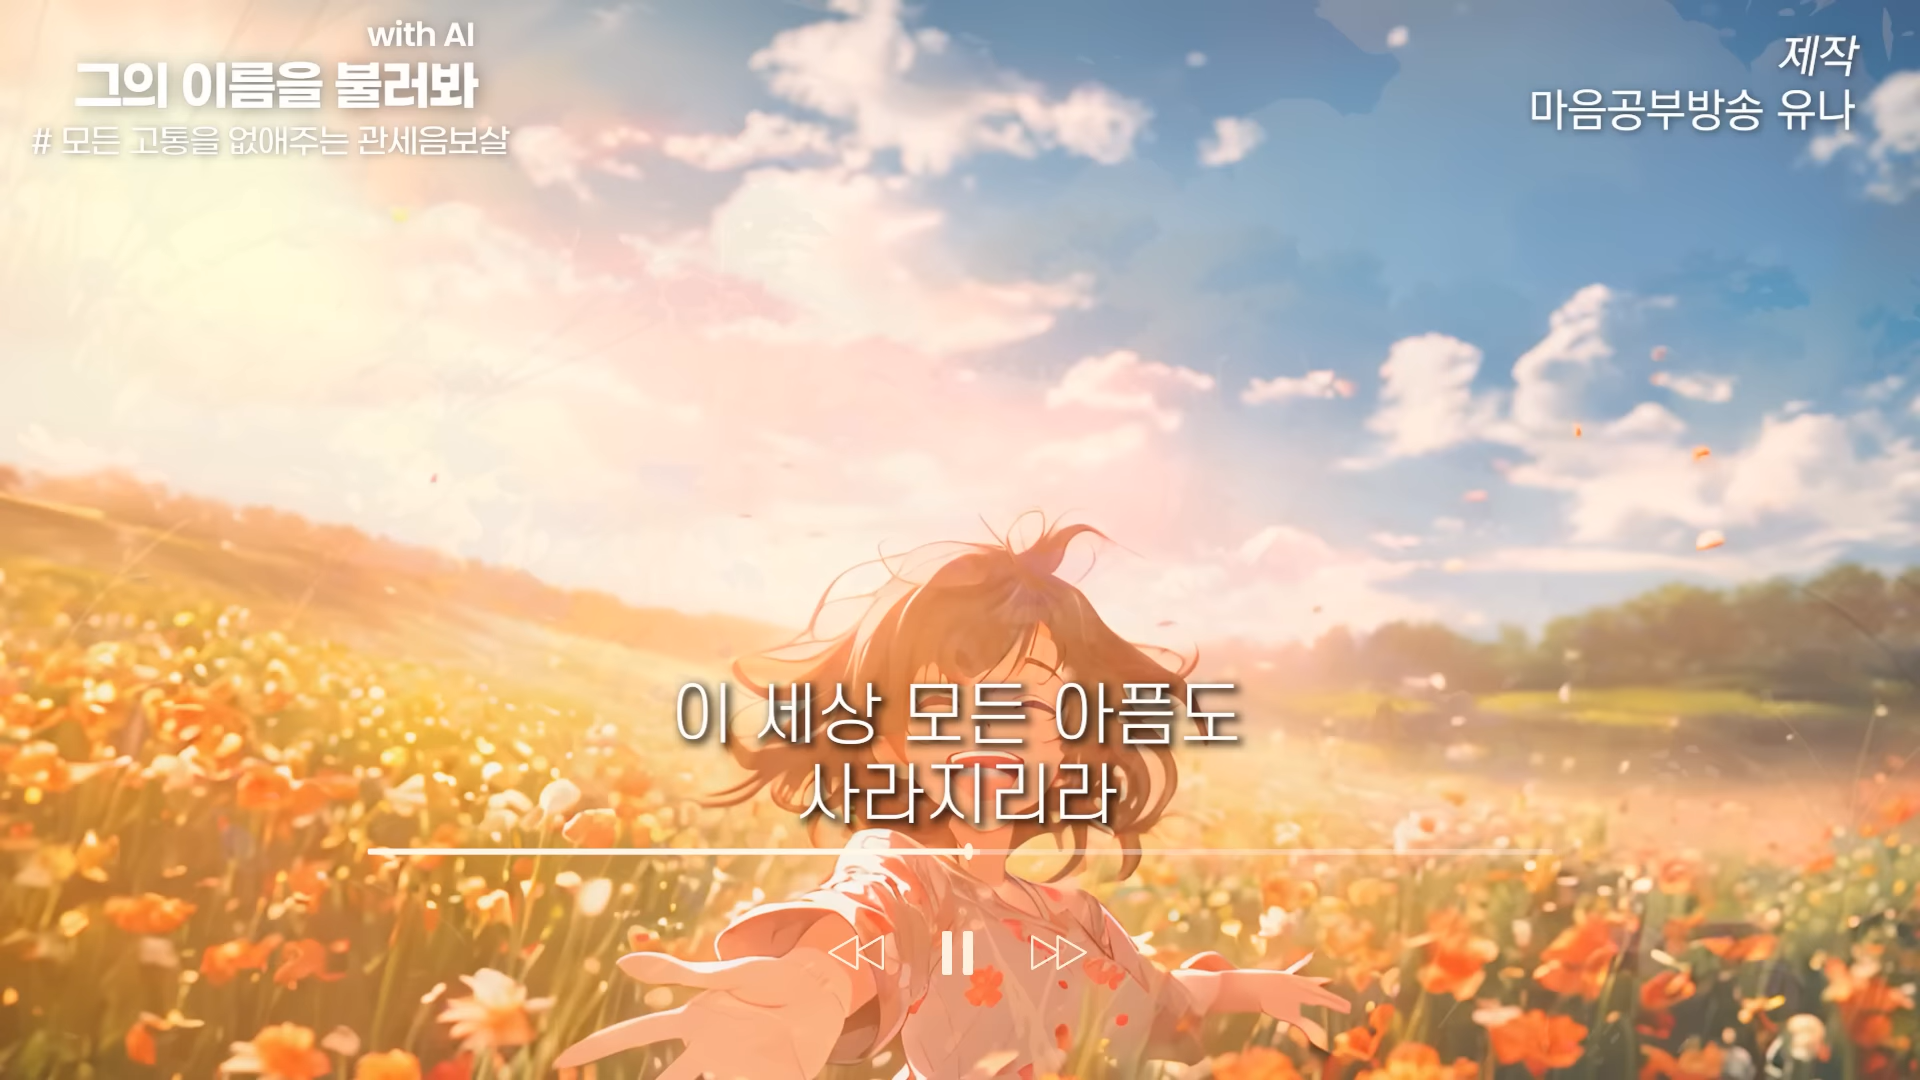 with AI
그의 이름을 불러봐
# 모든 고통을 없애주는 관세음보살
제작
마음공부방송 유나
이 세상 모든 아픔도
사라지리라